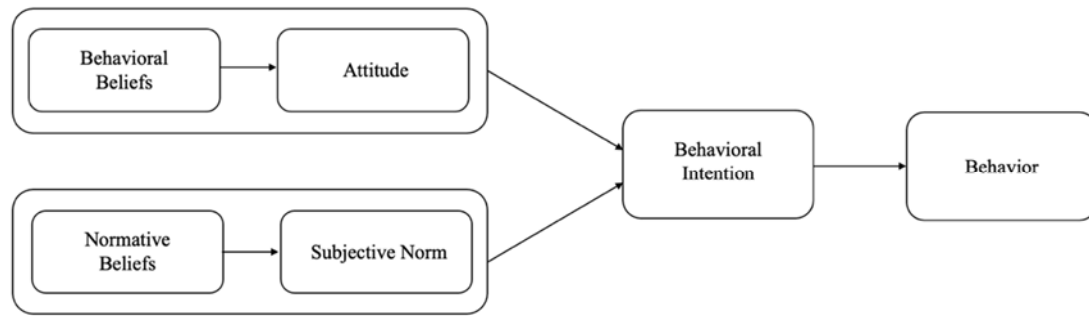 Behavioral
Beliefs
Attitude
Normative
Beliefs
Subjective Norm
Behavioral
Intention
Behavior